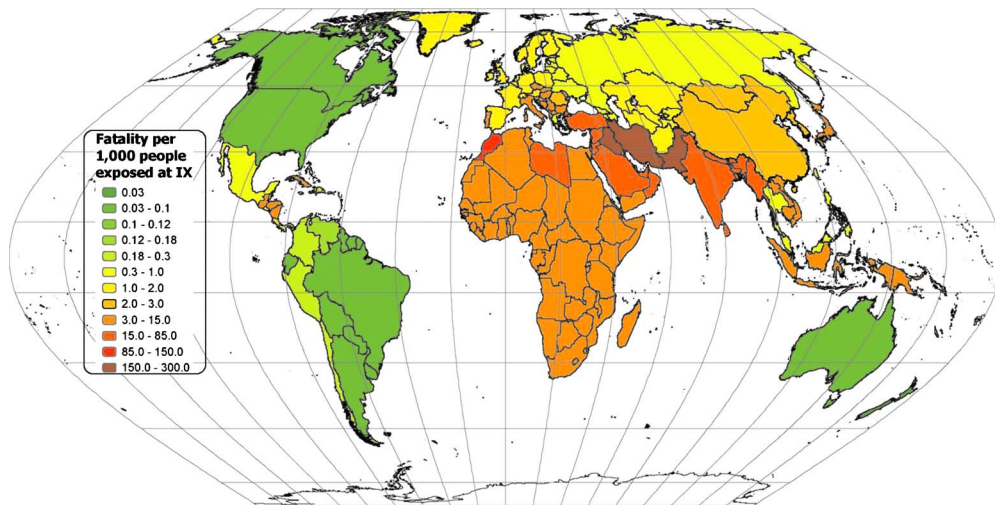 Fatality per
1,000 people
exposed at IX
0.03
0.03 - 0.1
0.1 - 0.12
0.12 - 0.18
0.18 - 0.3
0.3 - 1.0
1.0 - 2.0
2.0 - 3.0
3.0 - 15.0
15.0 - 85.0
85.0 - 150.0
150.0 - 300.0